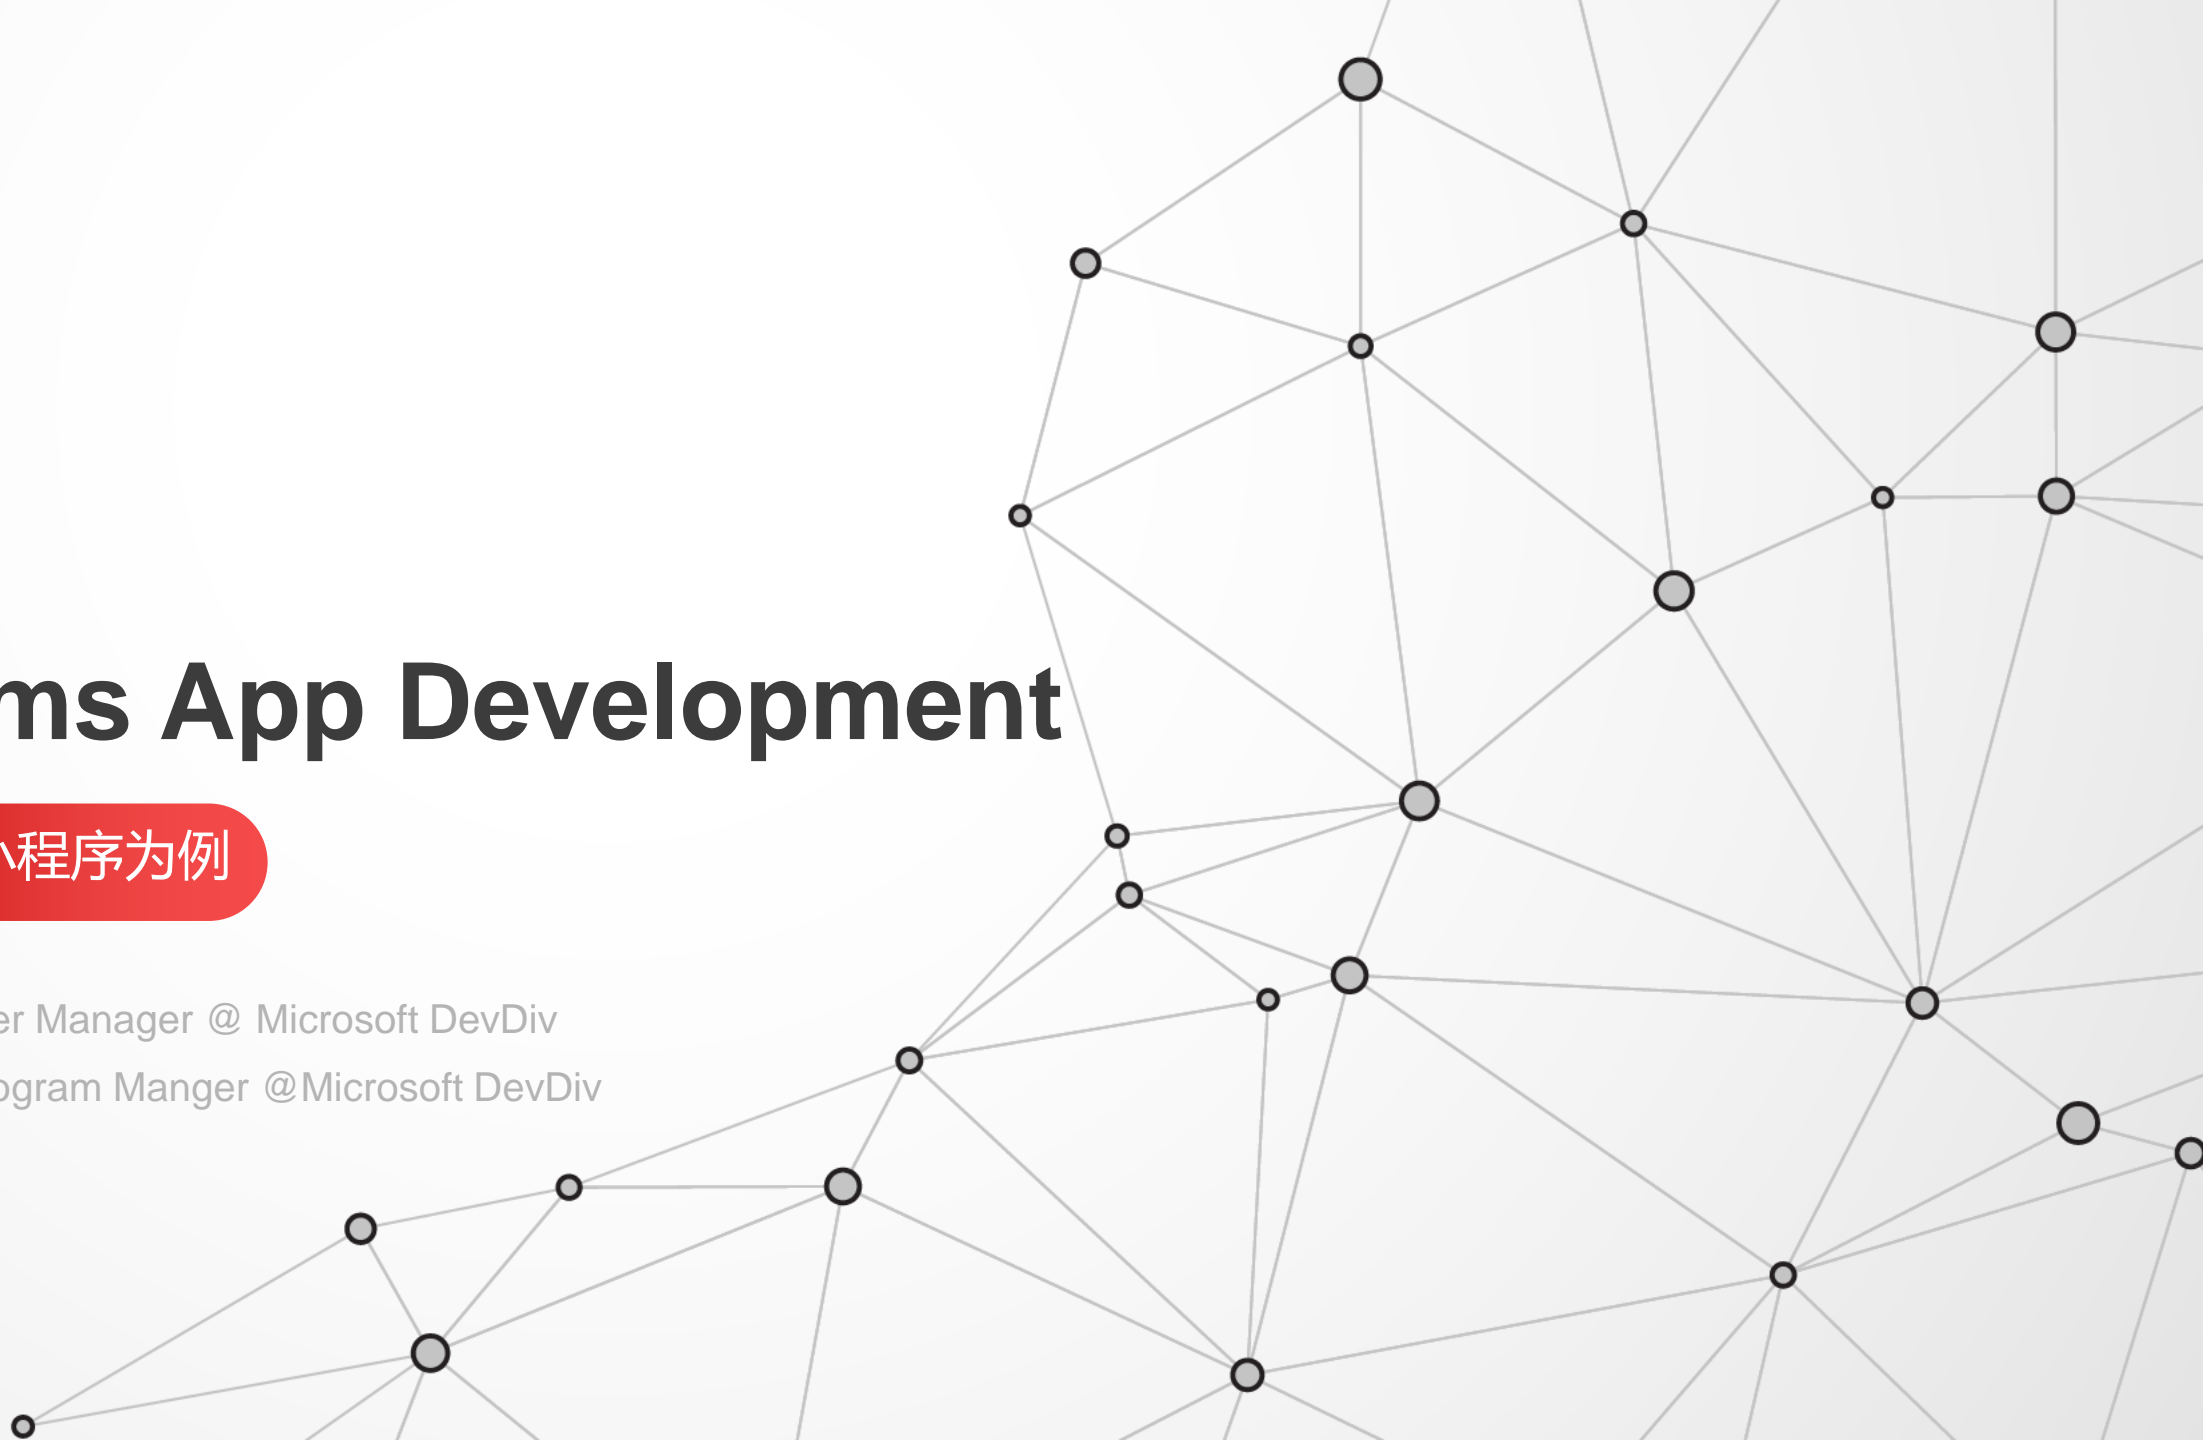 ms App Development
程序为例
er Manager @ Microsoft DevDiv
ogram Manger @Microsoft DevDiv